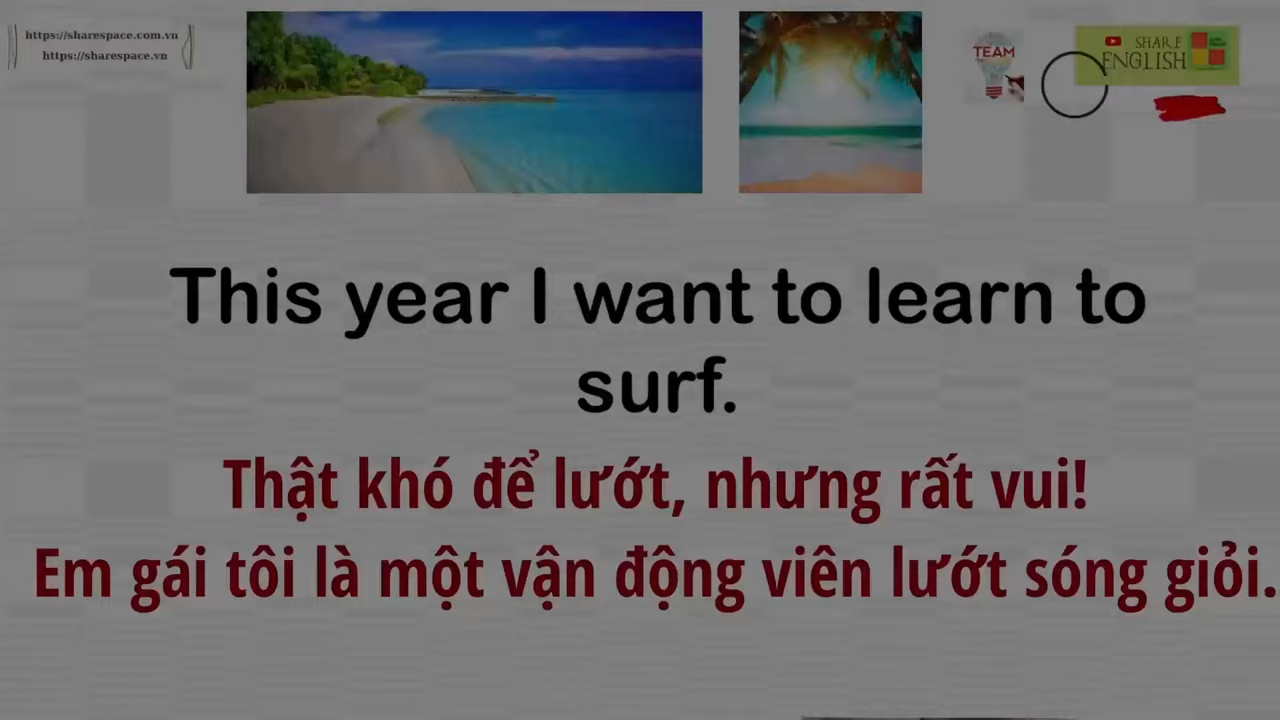 https://sharespace.com.vn
https://sharespace.vn
TEAM
SHARE
ENGLISH
This year I want to learn to
surf.
Thật khó để lướt, nhưng rất vui!
Em gái tôi là một vận động viên lướt sóng giỏi.